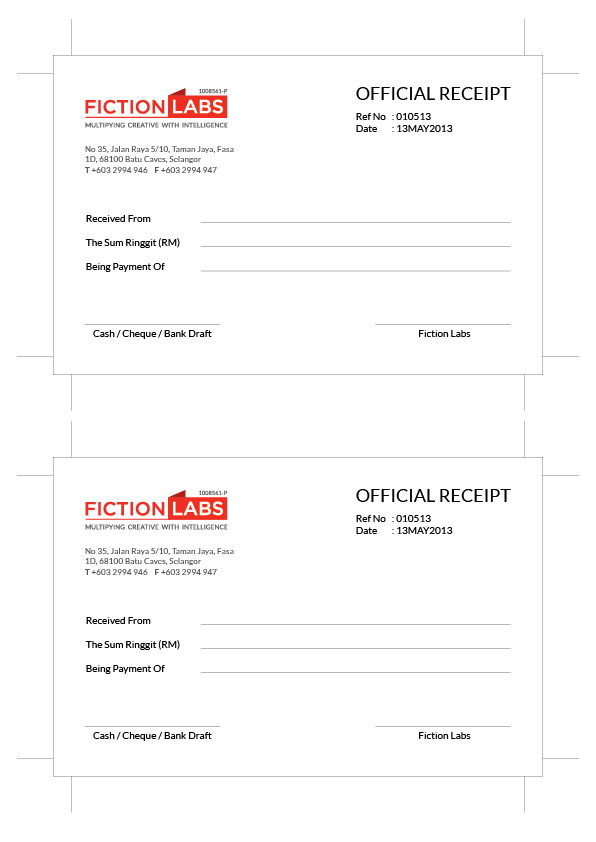 1008561-P
FICTION LABS
MULTIPYING CREATIVE WITH INTELLIGENCE
OFFICIAL RECEIPT
Ref No : 010513
Date : 13MAY2013
No 35, Jalan Raya 5/10, Taman Jaya, Fasa
1D, 68100 Batu Caves, Selangor
T +603 2994 946 F +603 2994 947
Received From
The Sum Ringgit (RM)
Being Payment Of
Cash / Cheque / Bank Draft
Fiction Labs
1008561-P
FICTION LABS
MULTIPYING CREATIVE WITH INTELLIGENCE
OFFICIAL RECEIPT
Ref No : 010513
Date : 13MAY2013
No 35, Jalan Raya 5/10, Taman Jaya, Fasa
1D, 68100 Batu Caves, Selangor
T +603 2994 946 F +603 2994 947
Received From
The Sum Ringgit (RM)
Being Payment Of
Cash / Cheque / Bank Draft
Fiction Labs